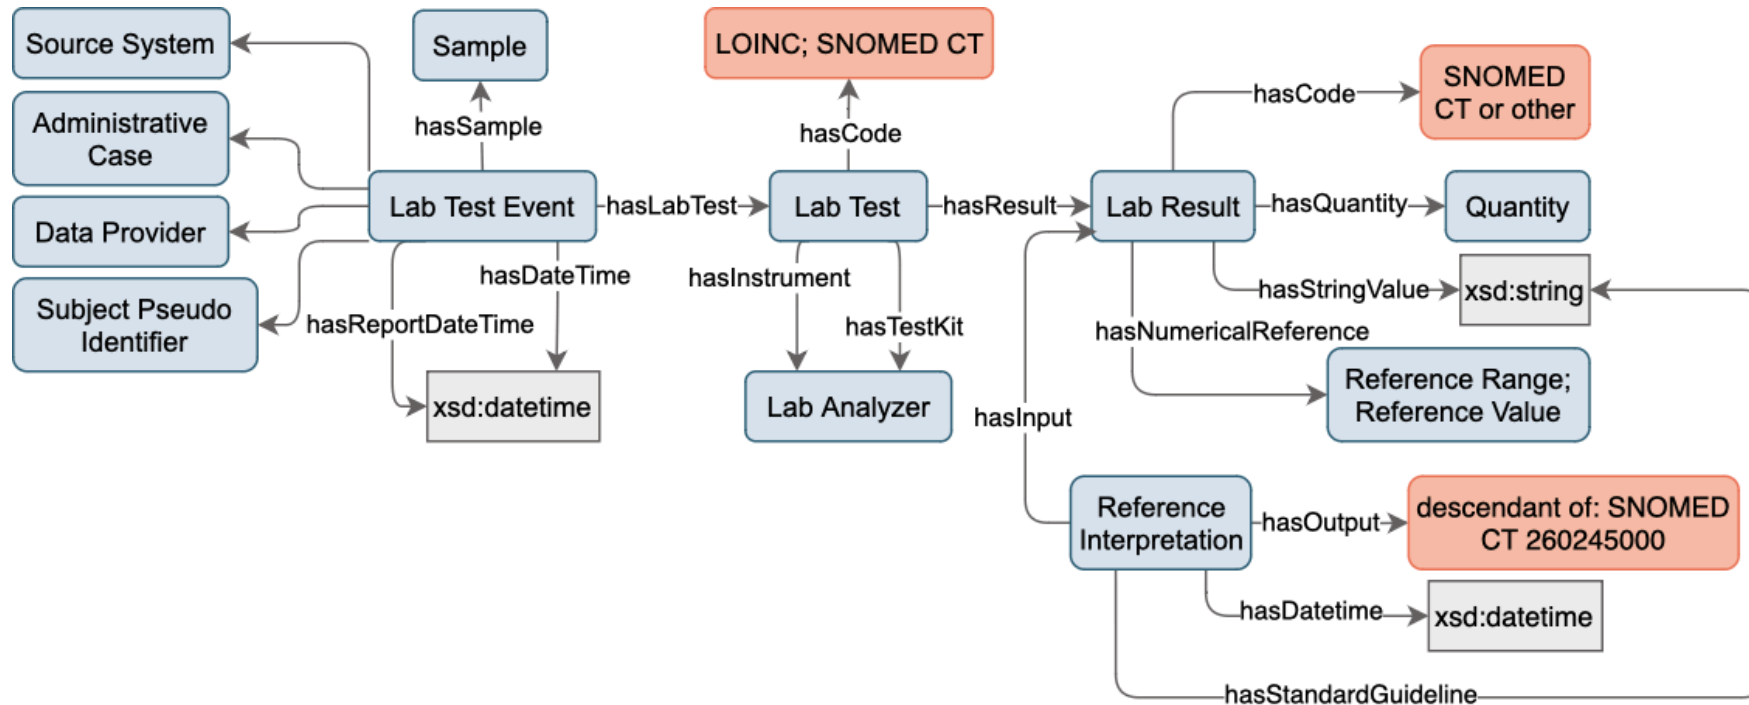 Source System
Sample
LOINC; SNOMED CT
SNOMED
CT or other
hasCode
Administrative
Case
hasSample
hasCode
Data Provider
Lab Test Event
hasLabTest
Lab Test
hasResult
Lab Result
hasQuantity
Quantity
Subject Pseudo
Identifier
hasDateTime
hasReportDateTime
hasInstrument
hasTestKit
hasStringValue
xsd:string
hasNumericalReference
xsd:datetime
Lab Analyzer
Reference Range;
Reference Value
hasInput
Reference
Interpretation
hasOutput
descendant of: SNOMED
CT 260245000
hasDatetime
xsd:datetime
hasStandardGuideline